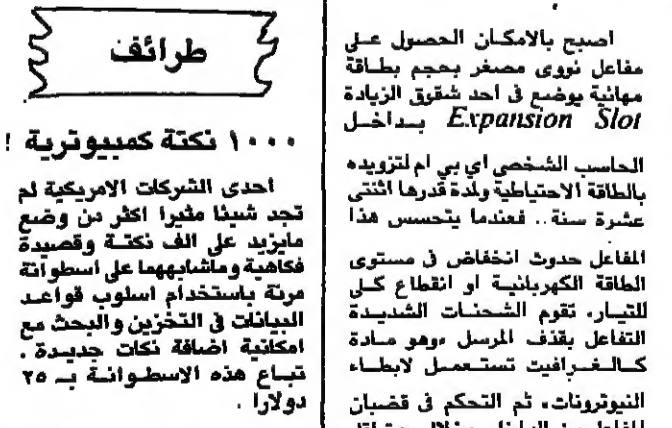 طرائف
١٠٠٠ نكتة كمبيوترية !
احدى الشركات الامريكية لم
تجد شيئا مثيرا اكثر من وضع
مايزيد على الف نكتة وقصيدة
فكاهية وماشابههما على اسطوانة
مرنة باستخدام اسلوب قواعد
البيانات في التخزين والبحث مع
امكانية اضافة نكات جديدة .
تباع هذه الاسطوانة بـ ٢٥
دولارا .
اصبح بالامكان الحصول على
مفاعل نووى مصغر بحجم بطاقة
مهائية يوضع في احد شقوق الزيادة
Expansion Slot بداخل
الحاسب الشخصي اي بي ام لتزويده
بالطاقة الاحتياطية ولمدة قدرها اثنتى
عشرة سنة.. فعندما يتحسس هذا
المفاعل حدوث انخفاض في مستوى
الطاقة الكهربائية او انقطاع كلى
للتيار، تقوم الشحنات الشديدة
التفاعل بقذف المرسل ،وهو مادة
كالغرافيت تستعمل لابطاء
النيوترونات، ثم التحكم في قضبان